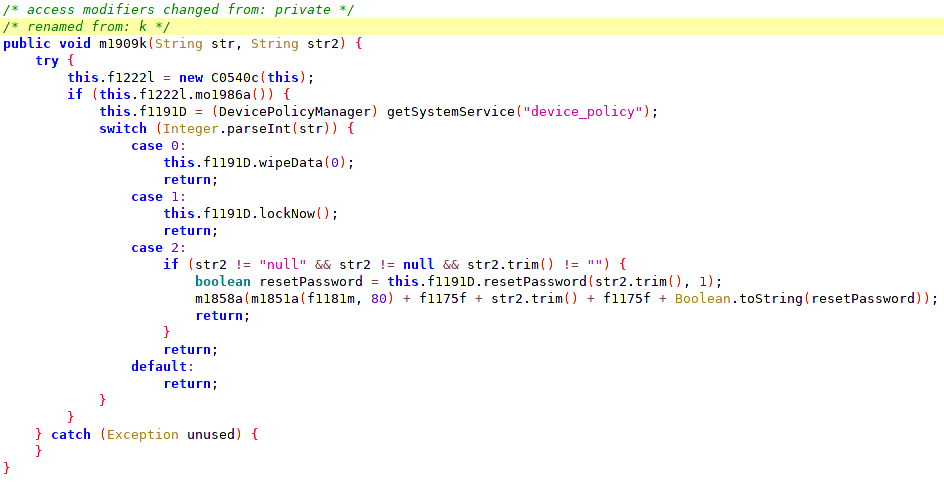 /* access modifiers changed from: private */
/* renamed from: k */
public void m1909k(String str, String str2) {
    try {
        this.f1222l = new C0540c(this);
        if (this.f1222l.mo1986a()) {
            this.f1191D = (DevicePolicyManager) getSystemService("device_policy");
            switch (Integer.parseInt(str)) {
                case 0:
                    this.f1191D.wipeData(0);
                    return;
                case 1:
                    this.f1191D.lockNow();
                    return;
                case 2:
                    if (str2 != "null" && str2 != null && str2.trim() != "") {
                        boolean resetPassword = this.f1191D.resetPassword(str2.trim(), 1);
                        m1858a(m1851a(f1181m, 80) + f1175f + str2.trim() + f1175f + Boolean.toString(resetPassword));
                        return;
                    }
                    return;
                default:
                    return;
            }
        }
    } catch (Exception unused) {
    }
}